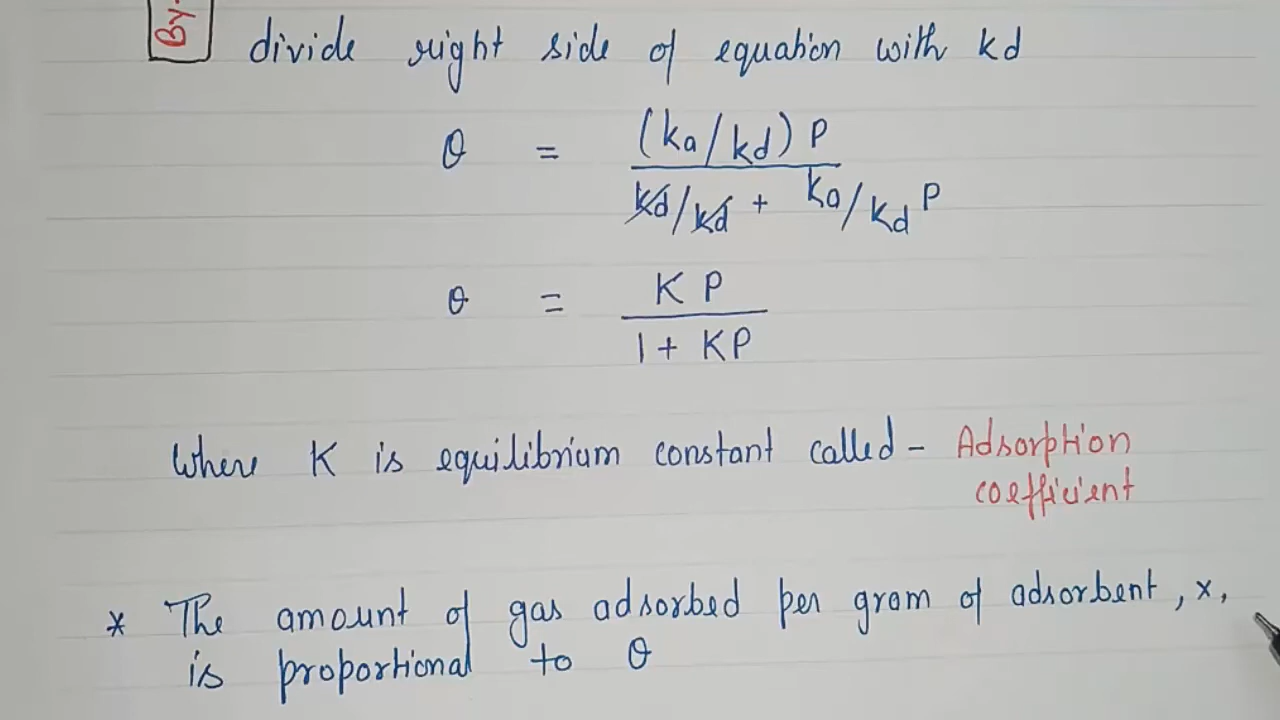 By-
divide right side of equation with kd
θ = (ka/kd) P
kd/kd + ka/kd P
θ = K P
1 + KP
Where K is equilibrium constant called - Adsorption
coefficient
* The amount of gas adsorbed per gram of adsorbent, x,
is proportional to θ